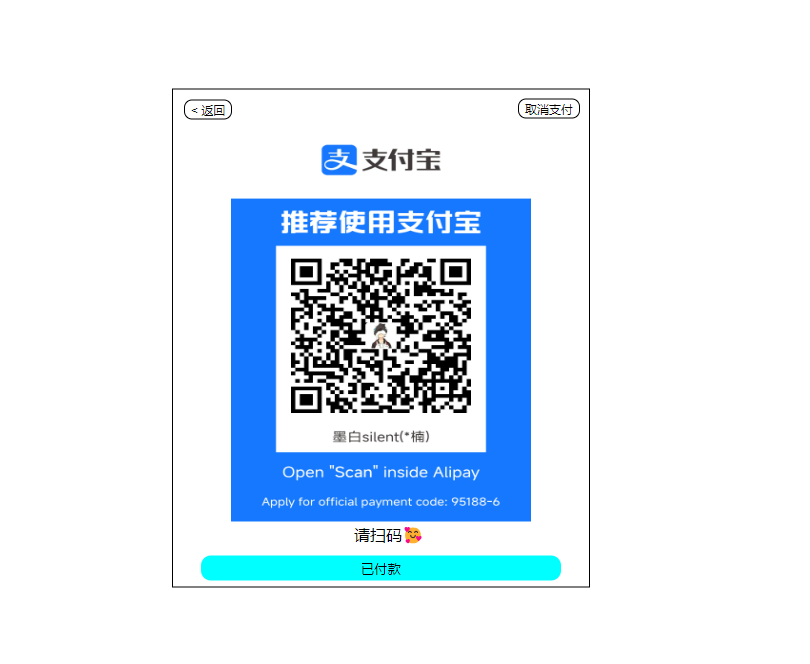 < 返回
取消支付
支 支付宝
推荐使用支付宝
墨白silent(*楠)
Open "Scan" inside Alipay
Apply for official payment code: 95188-6
请扫码🥰
已付款